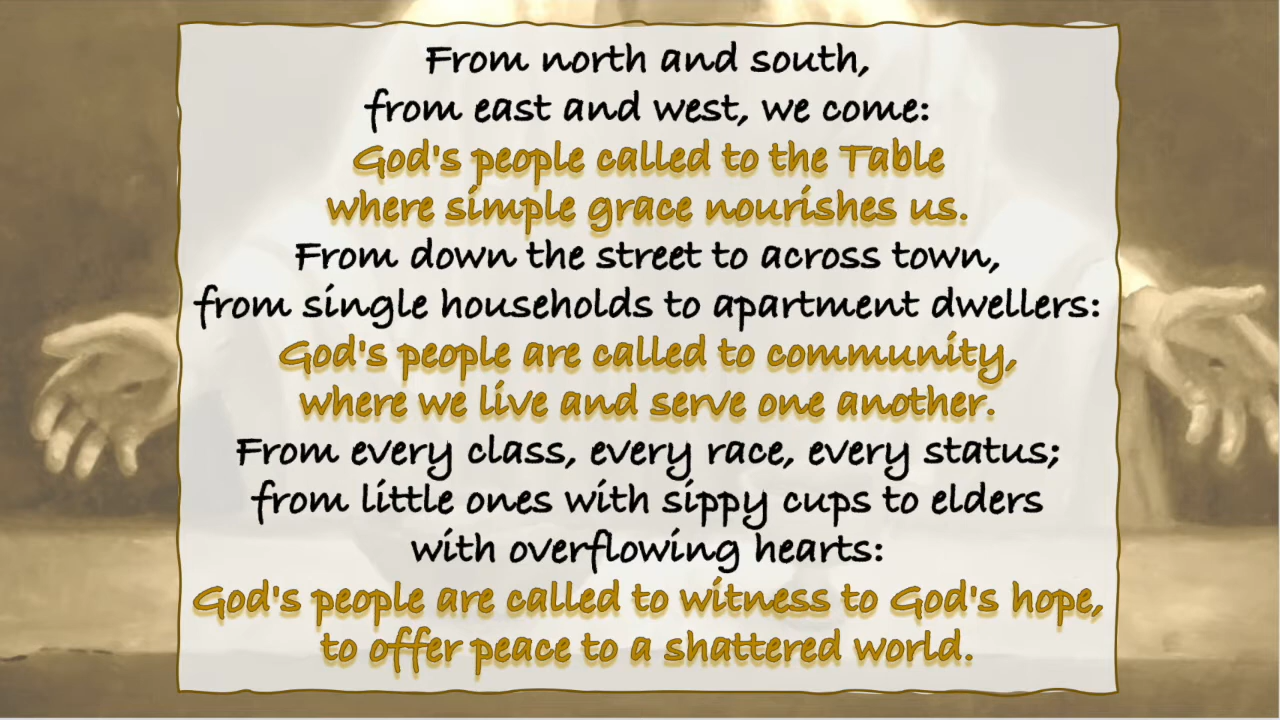 From north and south,
from east and west, we come:
God's people called to the Table
where simple grace nourishes us.
From down the street to across town,
from single households to apartment dwellers:
God's people are called to community,
where we live and serve one another.
From every class, every race, every status;
from little ones with sippy cups to elders
with overflowing hearts:
God's people are called to witness to God's hope,
to offer peace to a shattered world.